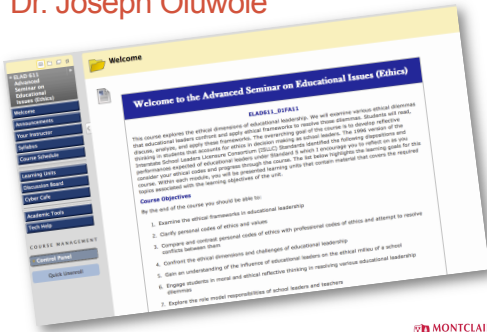 Dr. Joseph Oluwole
ELAD 611
Advanced
Seminar on
Educational
Issues (Ethics)
Welcome
Announcements
Your Instructor
Syllabus
Course Schedule
Learning Units
Discussion Board
Cyber Cafe
Academic Tools
Tech Help
COURSE MANAGEMENT
Control Panel
Quick Unenroll
Welcome
Welcome to the Advanced Seminar on Educational Issues (Ethics)
ELAD611_01FA11
This course explores the ethical dimensions of educational leadership. We will examine various ethical dilemmas
that educational leaders confront and apply ethical frameworks to resolve those dilemmas. Students will read,
discuss, analyze, and apply these frameworks. The overarching goal of the course is to develop reflective
thinking in students that accounts for ethics in decision making as school leaders. The 1996 version of the
Interstate School Leaders Licensure Consortium (ISLLC) Standards identified the following dispositions and
performances expected of educational leaders under Standard 5 which I encourage you to reflect on as you
consider your ethical codes and progress through the course. The list below highlights the learning goals for this
course. Within each module, you will be presented learning units that contain material that covers the required
topics associated with the learning objectives of the unit.
Course Objectives
By the end of the course you should be able to:
1. Examine the ethical frameworks in educational leadership
2. Clarify personal codes of ethics and values
3. Compare and contrast personal codes of ethics with professional codes of ethics and attempt to resolve
conflicts between them
4. Confront the ethical dimensions and challenges of educational leadership
5. Gain an understanding of the influence of educational leaders on the ethical milieu of a school
6. Engage students in moral and ethical reflective thinking in resolving various educational leadership
dilemmas
7. Explore the role model responsibilities of school leaders and teachers
MONTCLAI